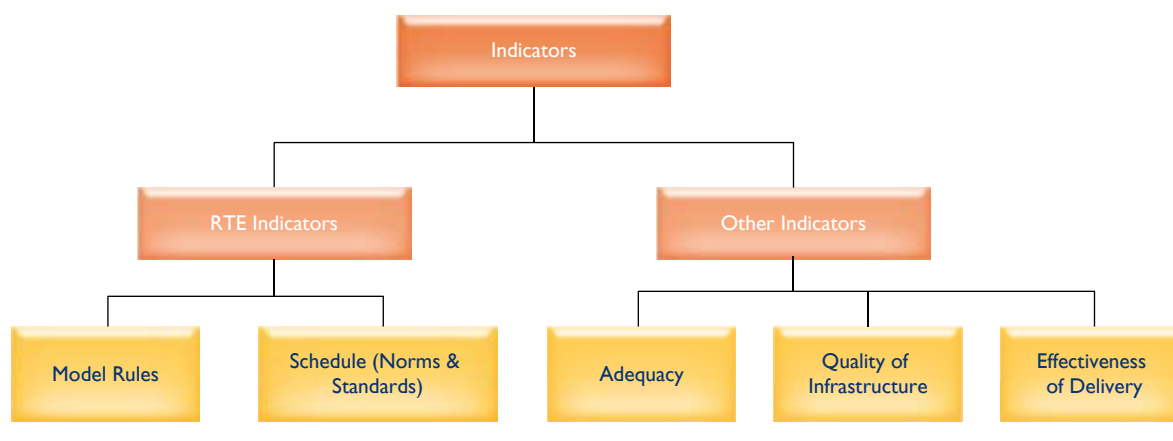 Indicators
RTE Indicators
Other Indicators
Model Rules
Schedule (Norms &
Standards)
Adequacy
Quality of
Infrastructure
Effectiveness
of Delivery